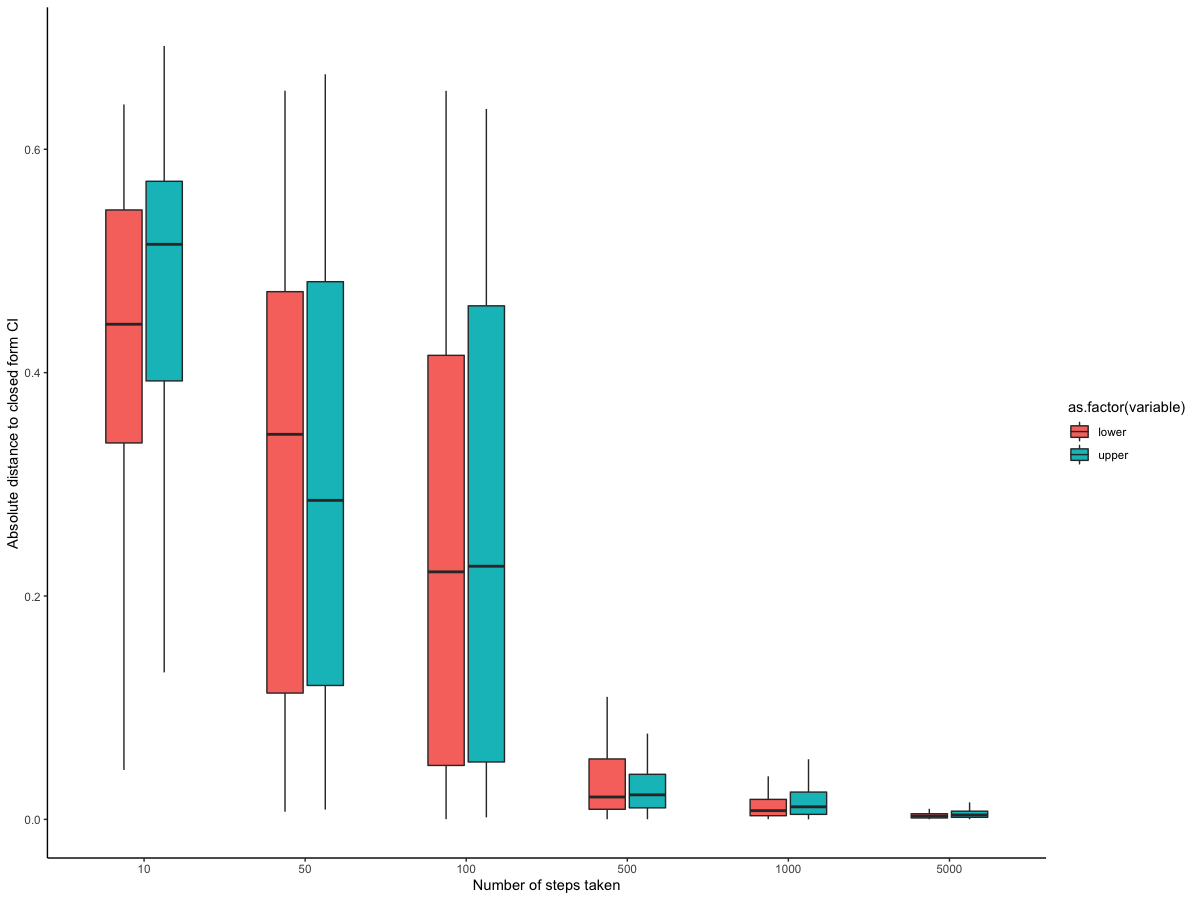 Absolute distance to closed form CI
0.6
0.4
0.2
0.0
10 50 100 500 1000 5000
Number of steps taken
as.factor(variable)
lower
upper